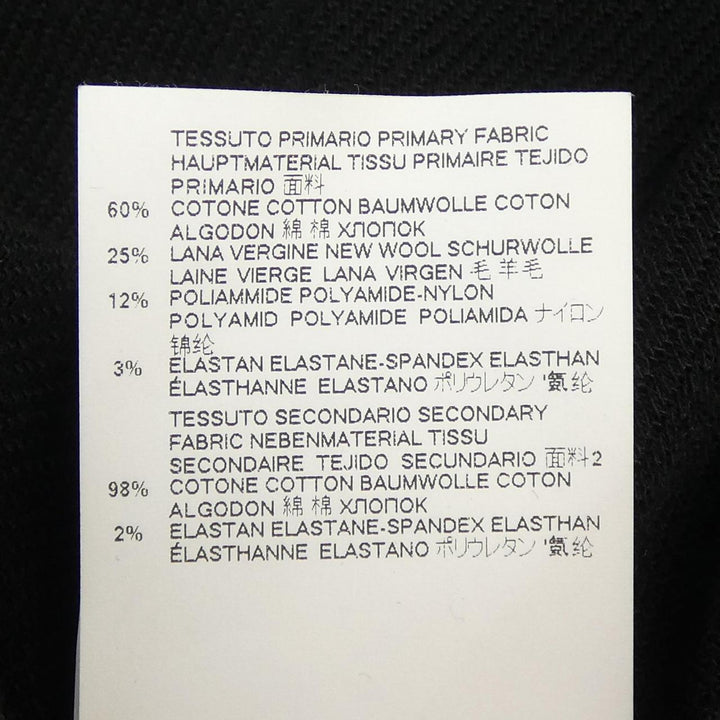 TESSUTO PRIMARIO PRIMARY FABRIC
HAUPTMATERIAL TISSU PRIMAIRE TEJIDO
PRIMARIO 面料
60% COTONE COTTON BAUMWOLLE COTON
ALGODON 綿 棉 ХЛОПОК
25% LANA VERGINE NEW WOOL SCHURWOLLE
LAINE VIERGE LANA VIRGEN 毛 羊毛
12% POLIAMMIDE POLYAMIDE-NYLON
POLYAMID POLYAMIDE POLIAMIDA ナイロン
锦纶
3% ELASTAN ELASTANE-SPANDEX ELASTHAN
ÉLASTHANNE ELASTANO ポリウレタン '氨纶
TESSUTO SECONDARIO SECONDARY
FABRIC NEBENMATERIAL TISSU
SECONDAIRE TEJIDO SECUNDARIO 面料2
98% COTONE COTTON BAUMWOLLE COTON
ALGODON 綿 棉 ХЛОПОК
2% ELASTAN ELASTANE-SPANDEX ELASTHAN
ÉLASTHANNE ELASTANO ポリウレタン '氨纶